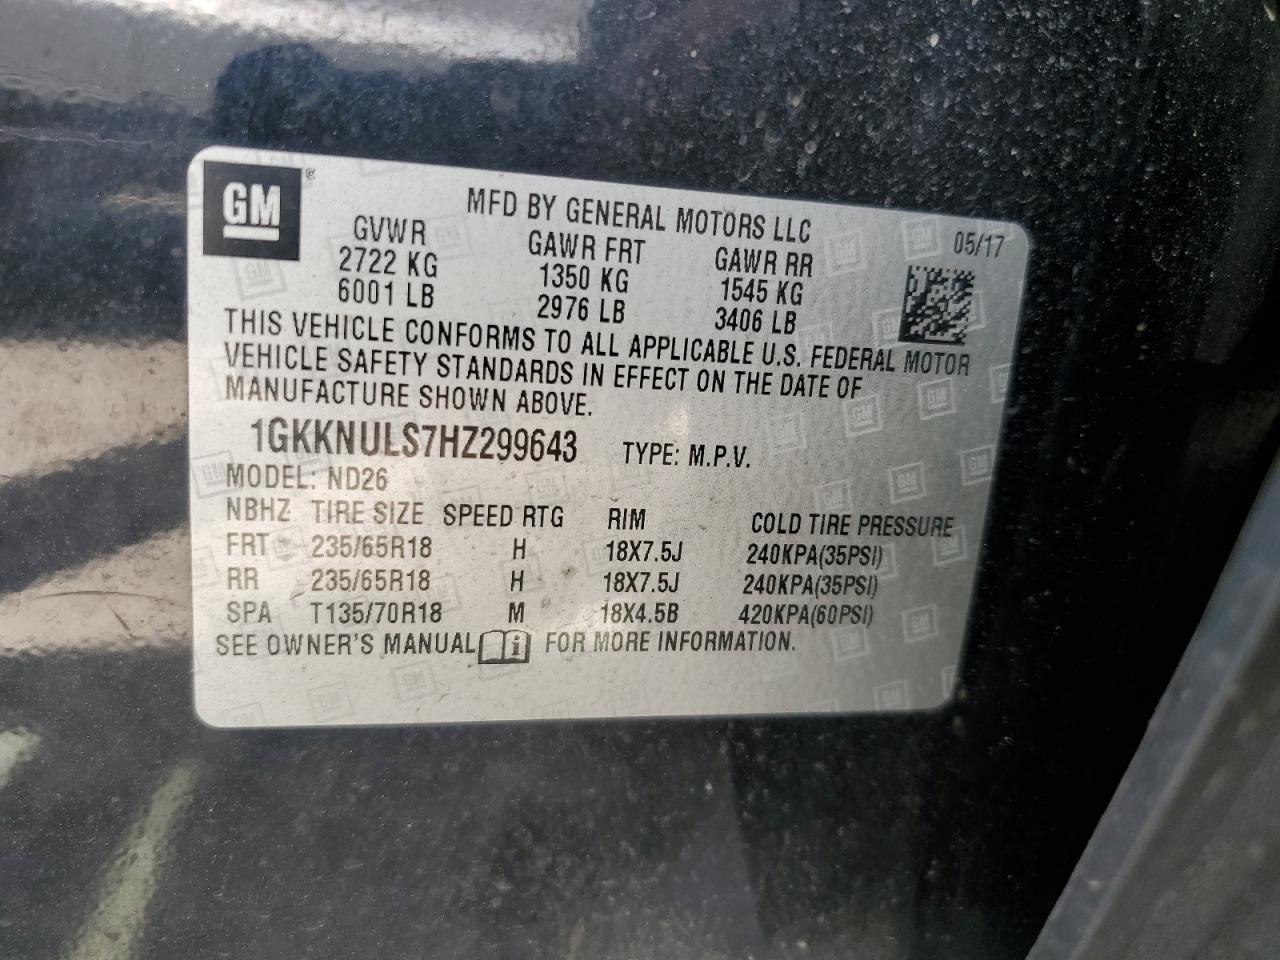 GM ®
MFD BY GENERAL MOTORS LLC
05/17
GVWR GAWR FRT GAWR RR
2722 KG 1350 KG 1545 KG
6001 LB 2976 LB 3406 LB
THIS VEHICLE CONFORMS TO ALL APPLICABLE U.S. FEDERAL MOTOR
VEHICLE SAFETY STANDARDS IN EFFECT ON THE DATE OF
MANUFACTURE SHOWN ABOVE.
1GKKNULS7HZ299643 TYPE: M.P.V.
MODEL: ND26
NBHZ TIRE SIZE SPEED RTG RIM COLD TIRE PRESSURE
FRT 235/65R18 H 18X7.5J 240KPA(35PSI)
RR 235/65R18 H 18X7.5J 240KPA(35PSI)
SPA T135/70R18 M 18X4.5B 420KPA(60PSI)
SEE OWNER'S MANUAL i FOR MORE INFORMATION.